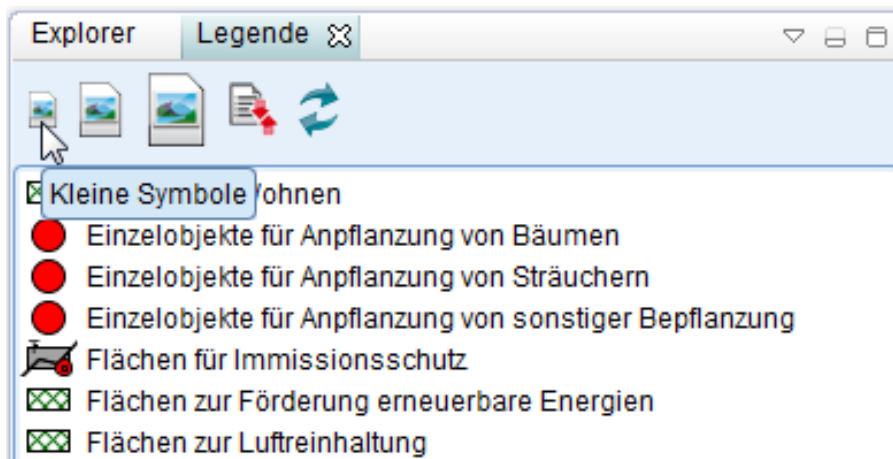 Explorer Legende
Kleine Symbole
Einzelobjekte für Anpflanzung von Bäumen
Einzelobjekte für Anpflanzung von Sträuchern
Einzelobjekte für Anpflanzung von sonstiger Bepflanzung
Flächen für Immissionsschutz
Flächen zur Förderung erneuerbare Energien
Flächen zur Luftreinhaltung